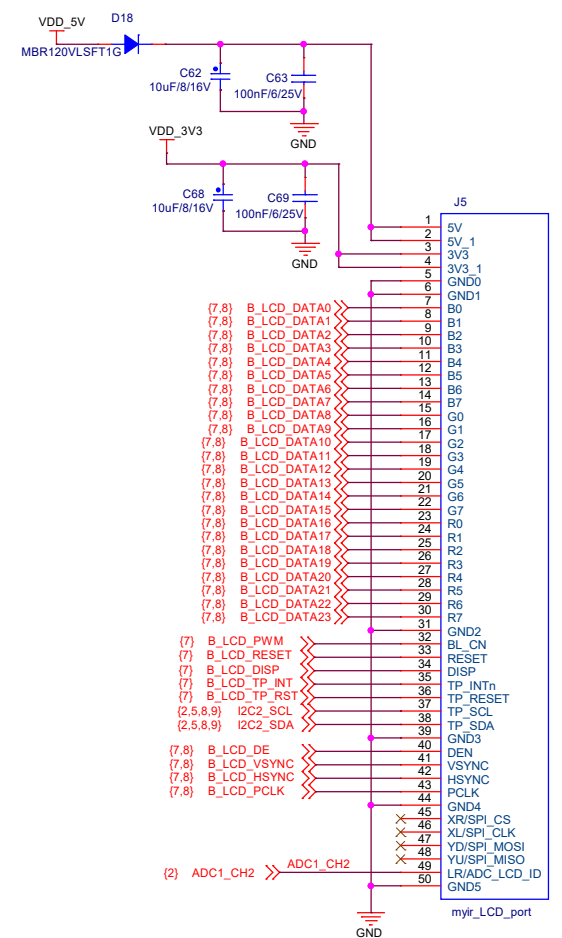 D18
VDD_5V
MBR120VLSFT1G
C62
10uF/8/16V
C63
100nF/6/25V
GND
VDD_3V3
C68
10uF/8/16V
C69
100nF/6/25V
GND
J5
1 5V
2 5V_1
3 3V3
4 3V3_1
5 GND0
6 GND1
{7,8} B_LCD_DATA0 7 B0
{7,8} B_LCD_DATA1 8 B1
{7,8} B_LCD_DATA2 9 B2
{7,8} B_LCD_DATA3 10 B3
{7,8} B_LCD_DATA4 11 B4
{7,8} B_LCD_DATA5 12 B5
{7,8} B_LCD_DATA6 13 B6
{7,8} B_LCD_DATA7 14 B7
{7,8} B_LCD_DATA8 15 G0
{7,8} B_LCD_DATA9 16 G1
{7,8} B_LCD_DATA10 17 G2
{7,8} B_LCD_DATA11 18 G3
{7,8} B_LCD_DATA12 19 G4
{7,8} B_LCD_DATA13 20 G5
{7,8} B_LCD_DATA14 21 G6
{7,8} B_LCD_DATA15 22 G7
{7,8} B_LCD_DATA16 23 R0
{7,8} B_LCD_DATA17 24 R1
{7,8} B_LCD_DATA18 25 R2
{7,8} B_LCD_DATA19 26 R3
{7,8} B_LCD_DATA20 27 R4
{7,8} B_LCD_DATA21 28 R5
{7,8} B_LCD_DATA22 29 R6
{7,8} B_LCD_DATA23 30 R7
31 GND2
{7} B_LCD_PWM 32 BL_CN
{7} B_LCD_RESET 33 RESET
{7} B_LCD_DISP 34 DISP
{7} B_LCD_TP_INT 35 TP_INTn
{7} B_LCD_TP_RST 36 TP_RESET
{2,5,8,9} I2C2_SCL 37 TP_SCL
{2,5,8,9} I2C2_SDA 38 TP_SDA
39 GND3
{7,8} B_LCD_DE 40 DEN
{7,8} B_LCD_VSYNC 41 VSYNC
{7,8} B_LCD_HSYNC 42 HSYNC
{7,8} B_LCD_PCLK 43 PCLK
44 GND4
45 XR/SPI_CS
46 XL/SPI_CLK
47 YD/SPI_MOSI
48 YU/SPI_MISO
{2} ADC1_CH2 ADC1_CH2 49 LR/ADC_LCD_ID
50 GND5
myir_LCD_port
GND